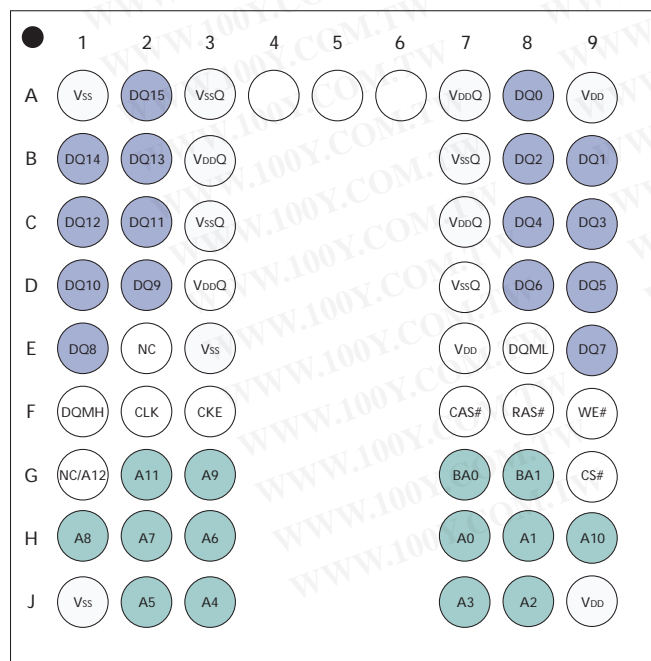 1 2 3 4 5 6 7 8 9
A Vss DQ15 VssQ VDDQ DQ0 VDD
B DQ14 DQ13 VDDQ VssQ DQ2 DQ1
C DQ12 DQ11 VssQ VDDQ DQ4 DQ3
D DQ10 DQ9 VDDQ VssQ DQ6 DQ5
E DQ8 NC Vss VDD DQML DQ7
F DQMH CLK CKE CAS# RAS# WE#
G NC/A12 A11 A9 BA0 BA1 CS#
H A8 A7 A6 A0 A1 A10
J Vss A5 A4 A3 A2 VDD
WWW.100Y.COM.TW